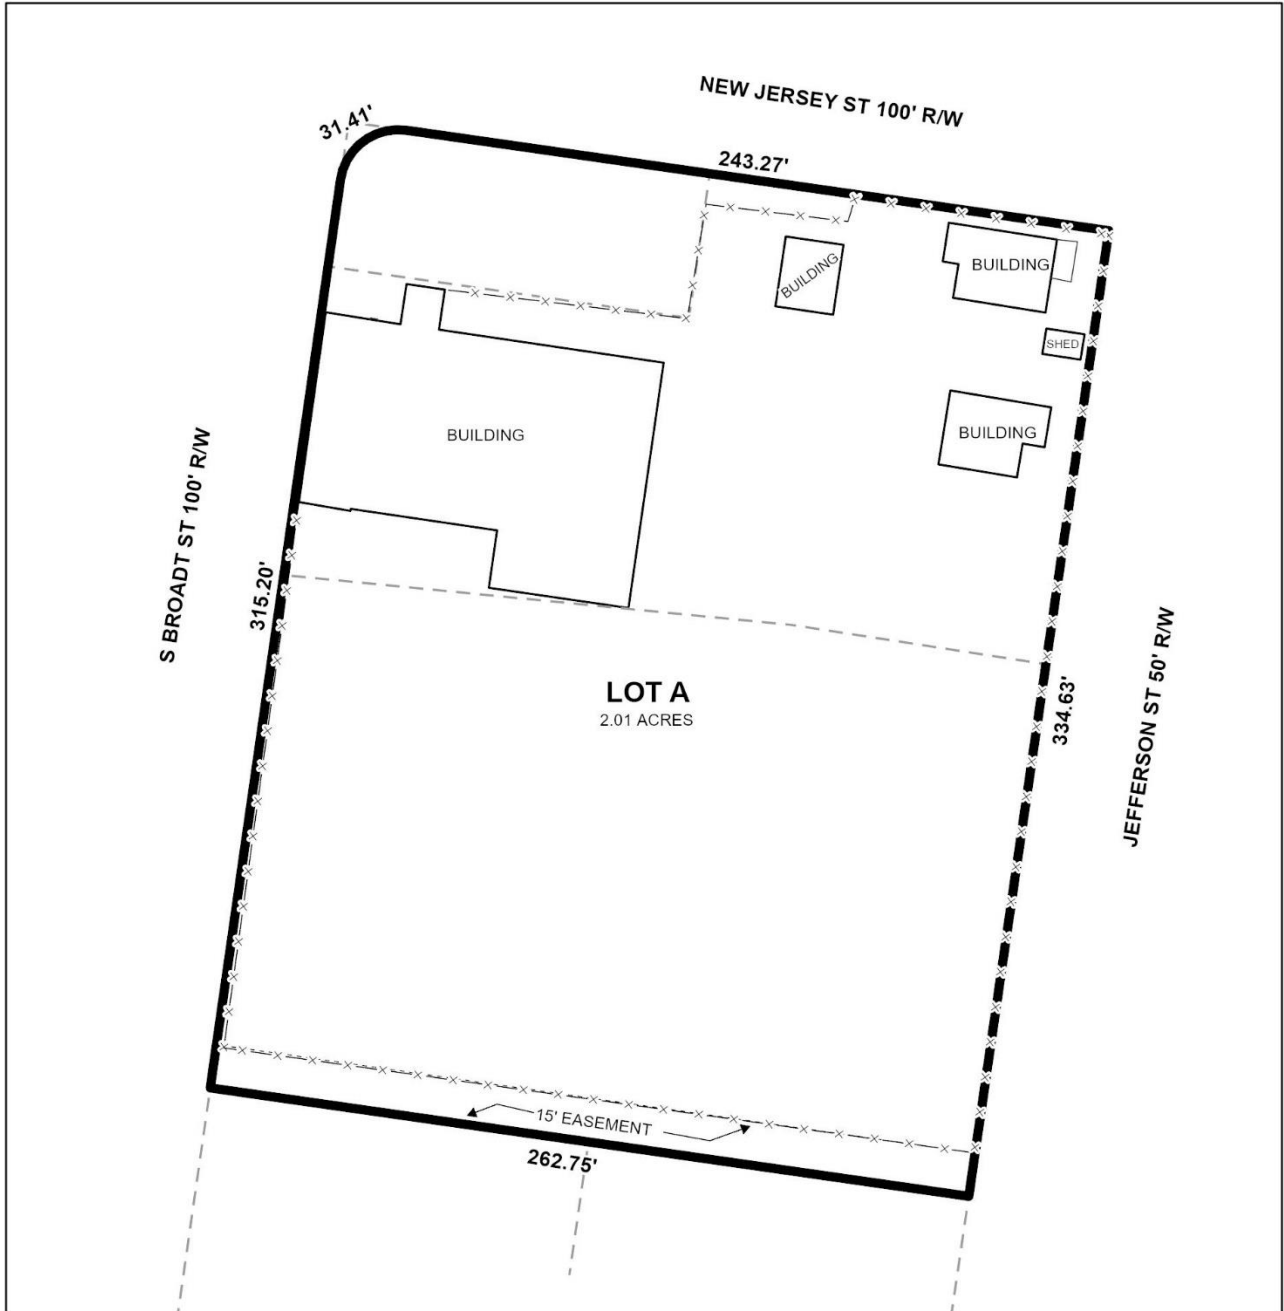 NEW JERSEY ST 100' R/W
31.41'
243.27'
BUILDING
BUILDING
SHED
BUILDING
BUILDING
S BROADT ST 100' R/W
315.20'
LOT A
2.01 ACRES
334.63'
JEFFERSON ST 50' R/W
15' EASEMENT
262.75'